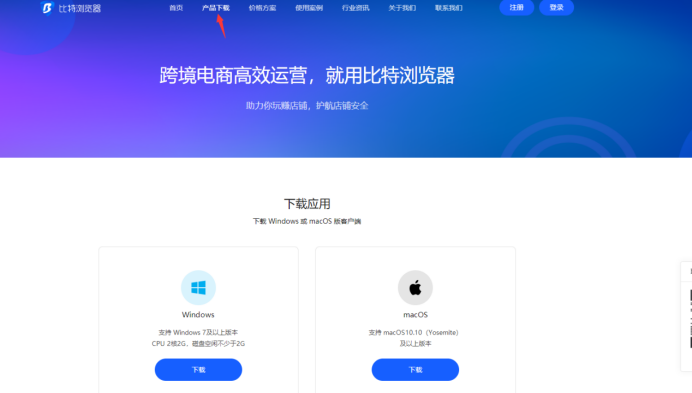 比特浏览器
首页 产品下载 价格方案 使用案例 行业资讯 关于我们 联系我们 注册 登录
跨境电商高效运营，就用比特浏览器
助力你玩赚店铺，护航店铺安全
下载应用
下载 Windows 或 macOS 版客户端
Windows
支持 Windows 7及以上版本
CPU 2核2G，磁盘空闲不少于2G
下载
macOS
支持 macOS10.10（Yosemite）
及以上版本
下载